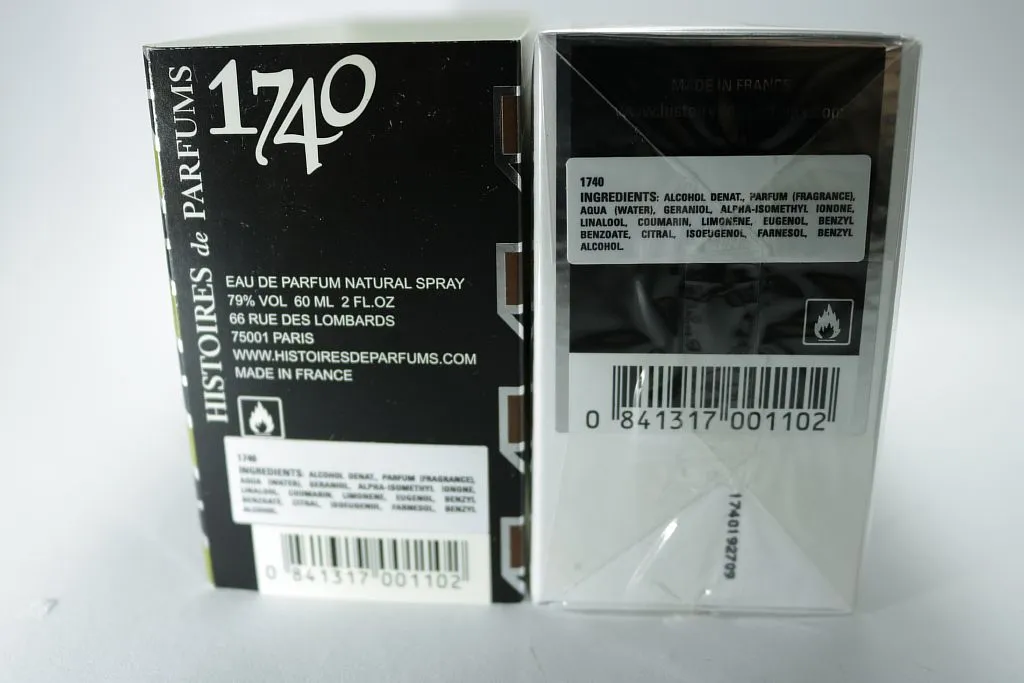 HISTOIRES de PARFUMS
1740
EAU DE PARFUM NATURAL SPRAY
79% VOL 60 ML 2 FL.OZ
66 RUE DES LOMBARDS
75001 PARIS
WWW.HISTOIRESDEPARFUMS.COM
MADE IN FRANCE
1740
INGREDIENTS: ALCOHOL DENAT., PARFUM (FRAGRANCE),
AQUA (WATER), GERANIOL, ALPHA-ISOMETHYL IONONE,
LINALOOL, COUMARIN, LIMONENE, EUGENOL, BENZYL
BENZOATE, CITRAL, ISOEUGENOL, FARNESOL, BENZYL
ALCOHOL.
0 841317 001102
MADE IN FRANCE
1740
INGREDIENTS: ALCOHOL DENAT., PARFUM (FRAGRANCE),
AQUA (WATER), GERANIOL, ALPHA-ISOMETHYL IONONE,
LINALOOL, COUMARIN, LIMONENE, EUGENOL, BENZYL
BENZOATE, CITRAL, ISOEUGENOL, FARNESOL, BENZYL
ALCOHOL.
0 841317 001102
1740192709